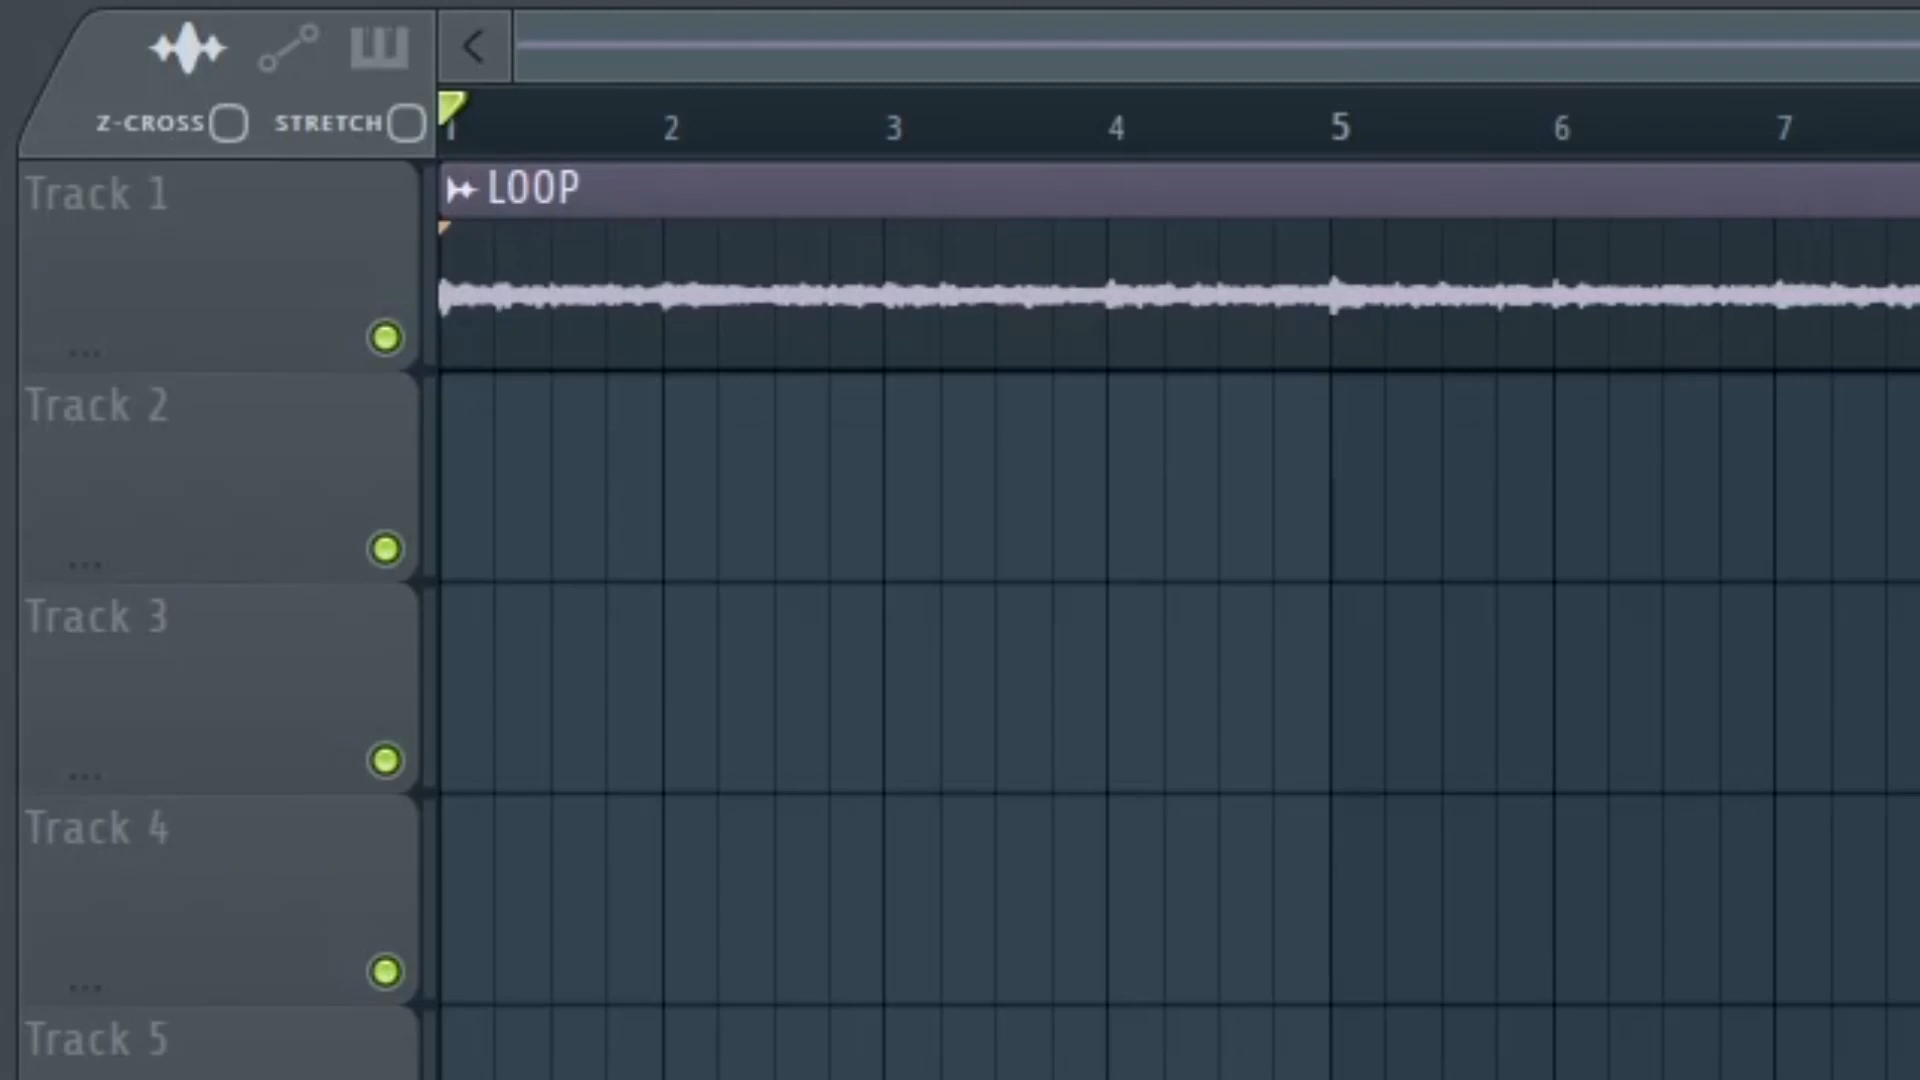 Z-CROSS STRETCH
1 2 3 4 5 6 7
Track 1
LOOP
...
Track 2
...
Track 3
...
Track 4
...
Track 5